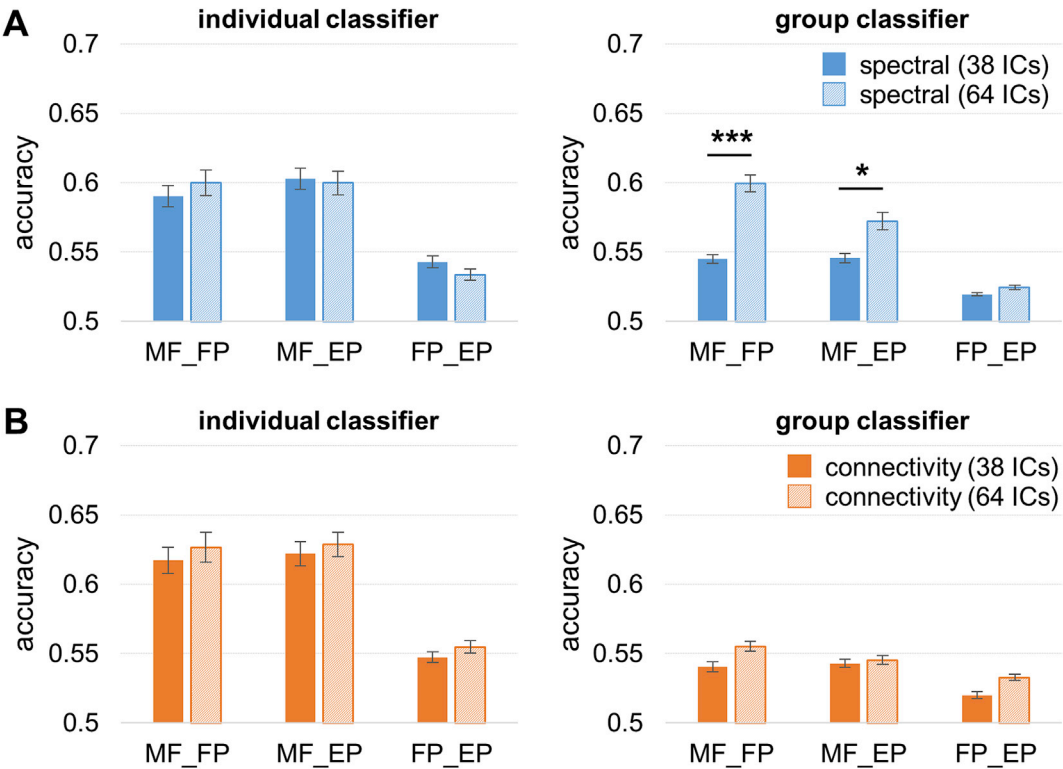 A
individual classifier
accuracy
0.7
0.65
0.6
0.55
0.5
MF_FP
MF_EP
FP_EP
group classifier
accuracy
0.7
0.65
0.6
0.55
0.5
spectral (38 ICs)
spectral (64 ICs)
***
*
MF_FP
MF_EP
FP_EP
B
individual classifier
accuracy
0.7
0.65
0.6
0.55
0.5
MF_FP
MF_EP
FP_EP
group classifier
accuracy
0.7
0.65
0.6
0.55
0.5
connectivity (38 ICs)
connectivity (64 ICs)
MF_FP
MF_EP
FP_EP